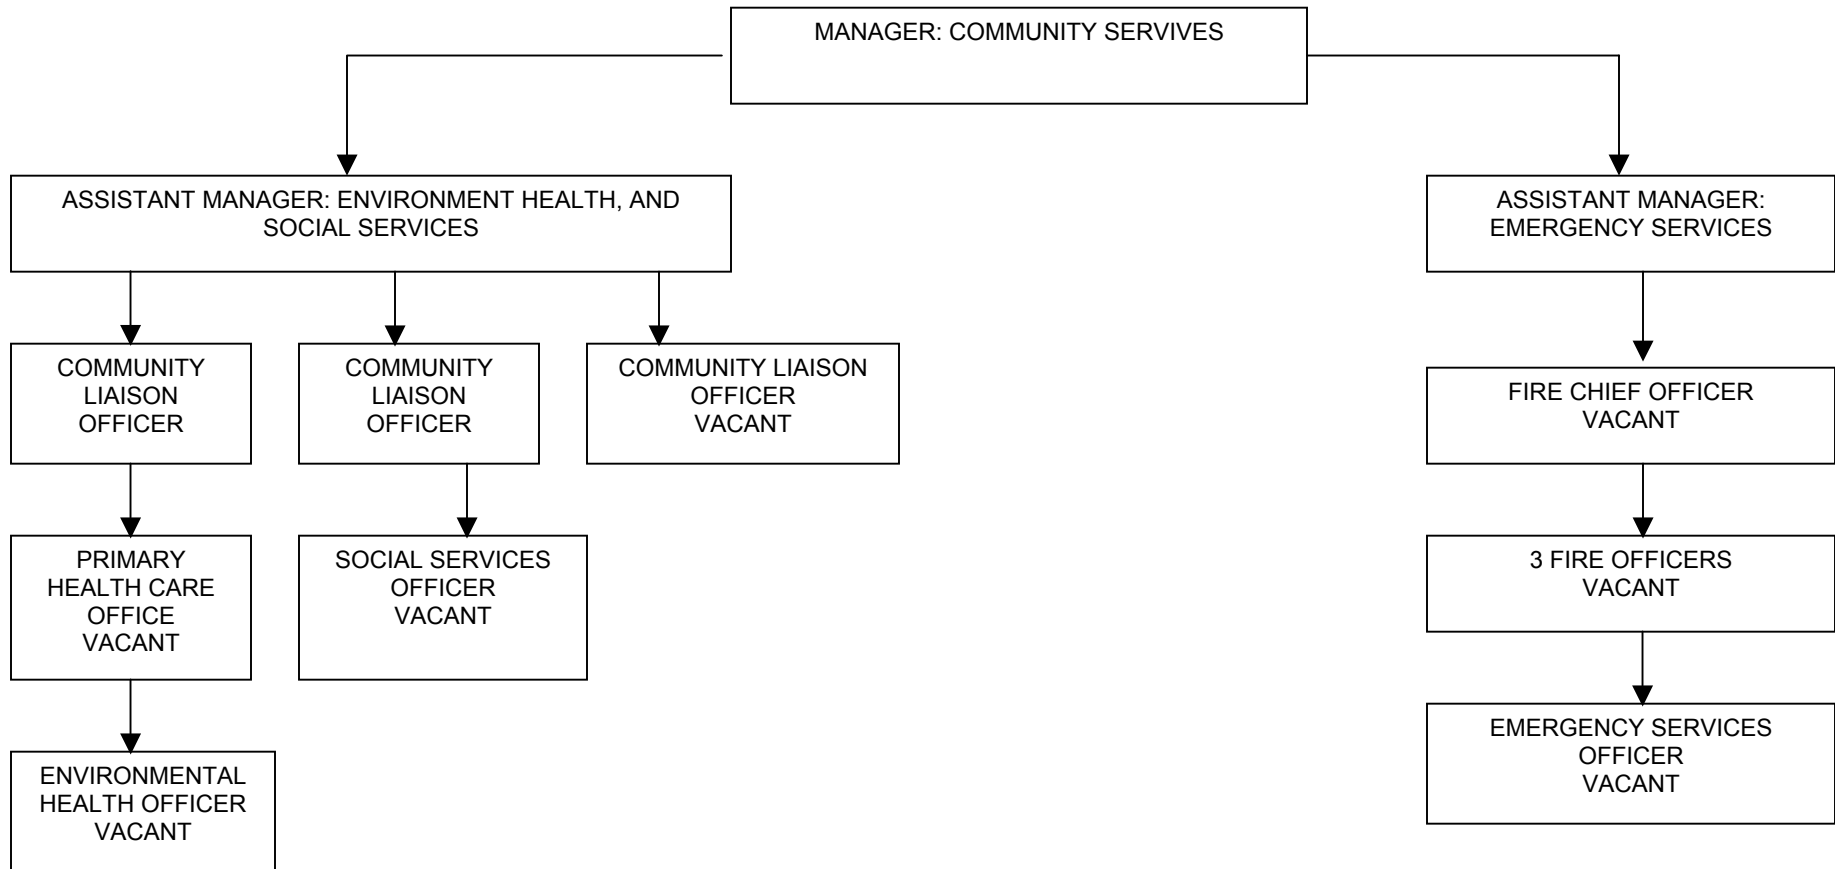 MANAGER: COMMUNITY SERVIVES
ASSISTANT MANAGER: ENVIRONMENT HEALTH, AND
SOCIAL SERVICES
ASSISTANT MANAGER:
EMERGENCY SERVICES
COMMUNITY
LIAISON
OFFICER
COMMUNITY
LIAISON
OFFICER
COMMUNITY LIAISON
OFFICER
VACANT
FIRE CHIEF OFFICER
VACANT
PRIMARY
HEALTH CARE
OFFICE
VACANT
SOCIAL SERVICES
OFFICER
VACANT
3 FIRE OFFICERS
VACANT
ENVIRONMENTAL
HEALTH OFFICER
VACANT
EMERGENCY SERVICES
OFFICER
VACANT